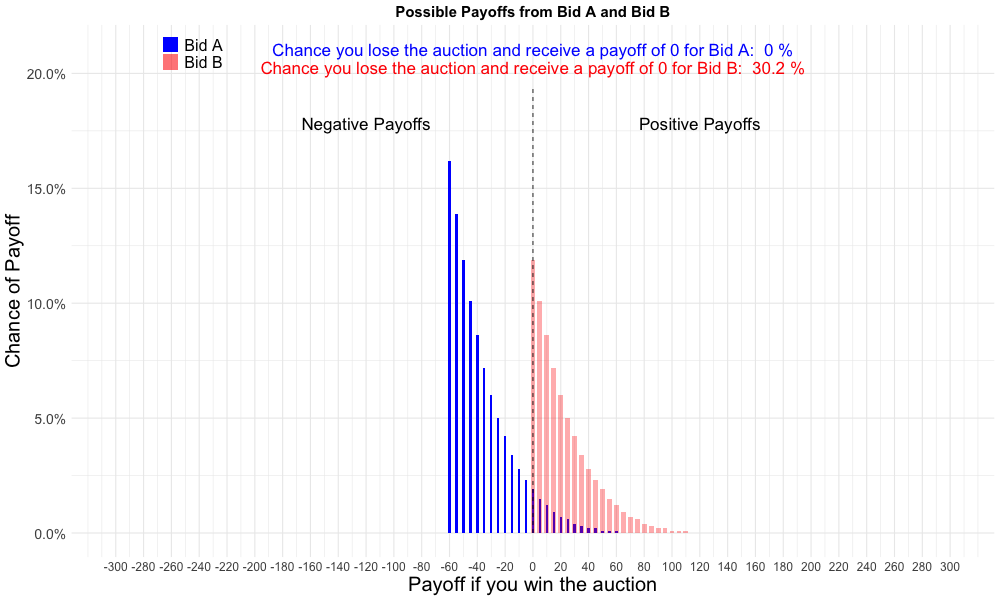 Possible Payoffs from Bid A and Bid B
Bid A
Bid B
Chance you lose the auction and receive a payoff of 0 for Bid A:  0 %
Chance you lose the auction and receive a payoff of 0 for Bid B:  30.2 %
Negative Payoffs
Positive Payoffs
Chance of Payoff
20.0%
15.0%
10.0%
5.0%
0.0%
-300 -280 -260 -240 -220 -200 -180 -160 -140 -120 -100 -80 -60 -40 -20 0 20 40 60 80 100 120 140 160 180 200 220 240 260 280 300
Payoff if you win the auction